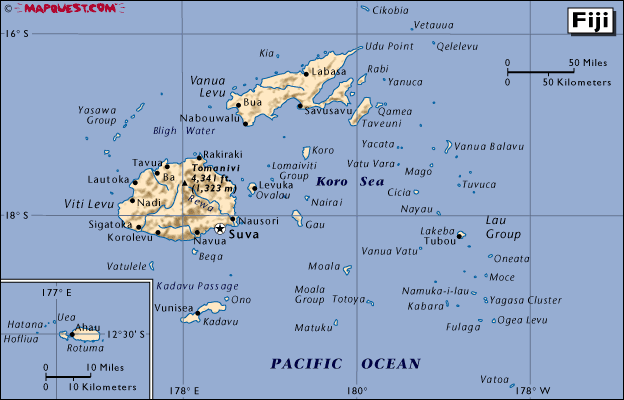 © MAPQUEST.COM
Fiji
16°S
Cikobia
Vetauua
Udu Point
Qelelevu
Kia
Labasa
Rabi
50 Miles
50 Kilometers
0
0
Vanua
Levu
Yanuca
Bua
Savusavu
Qamea
Taveuni
Nabouwalu
Yasawa
Group
Bligh Water
Yacata
Vanua Balavu
Koro
Rakiraki
Tavua
Ba
Tomanivi
4,341 ft.
(1,323 m)
Lomaiviti
Group
Vatu Vara
Mago
Lautoka
Levuka
Ovalau
Koro Sea
Cicia
Tuvuca
Viti Levu
Nadi
Rewa
Nairai
Nayau
18°S
Sigatoka
Nausori
Gau
Lau
Group
Korolevu
Navua
Suva
Lakeba
Tubou
Beqa
Vanua Vatu
Oneata
Vatulele
Moala
Moce
Kadavu Passage
Ono
Moala
Group
Totoya
Namuka-i-lau
Kabara
Yagasa Cluster
Vunisea
Kadavu
Matuku
Fulaga
Ogea Levu
177°E
Uea
Hatana
Ahau
12°30'S
Hofliua
Rotuma
0
10 Miles
0
10 Kilometers
PACIFIC OCEAN
Vatoa
178°E
180°
178°W